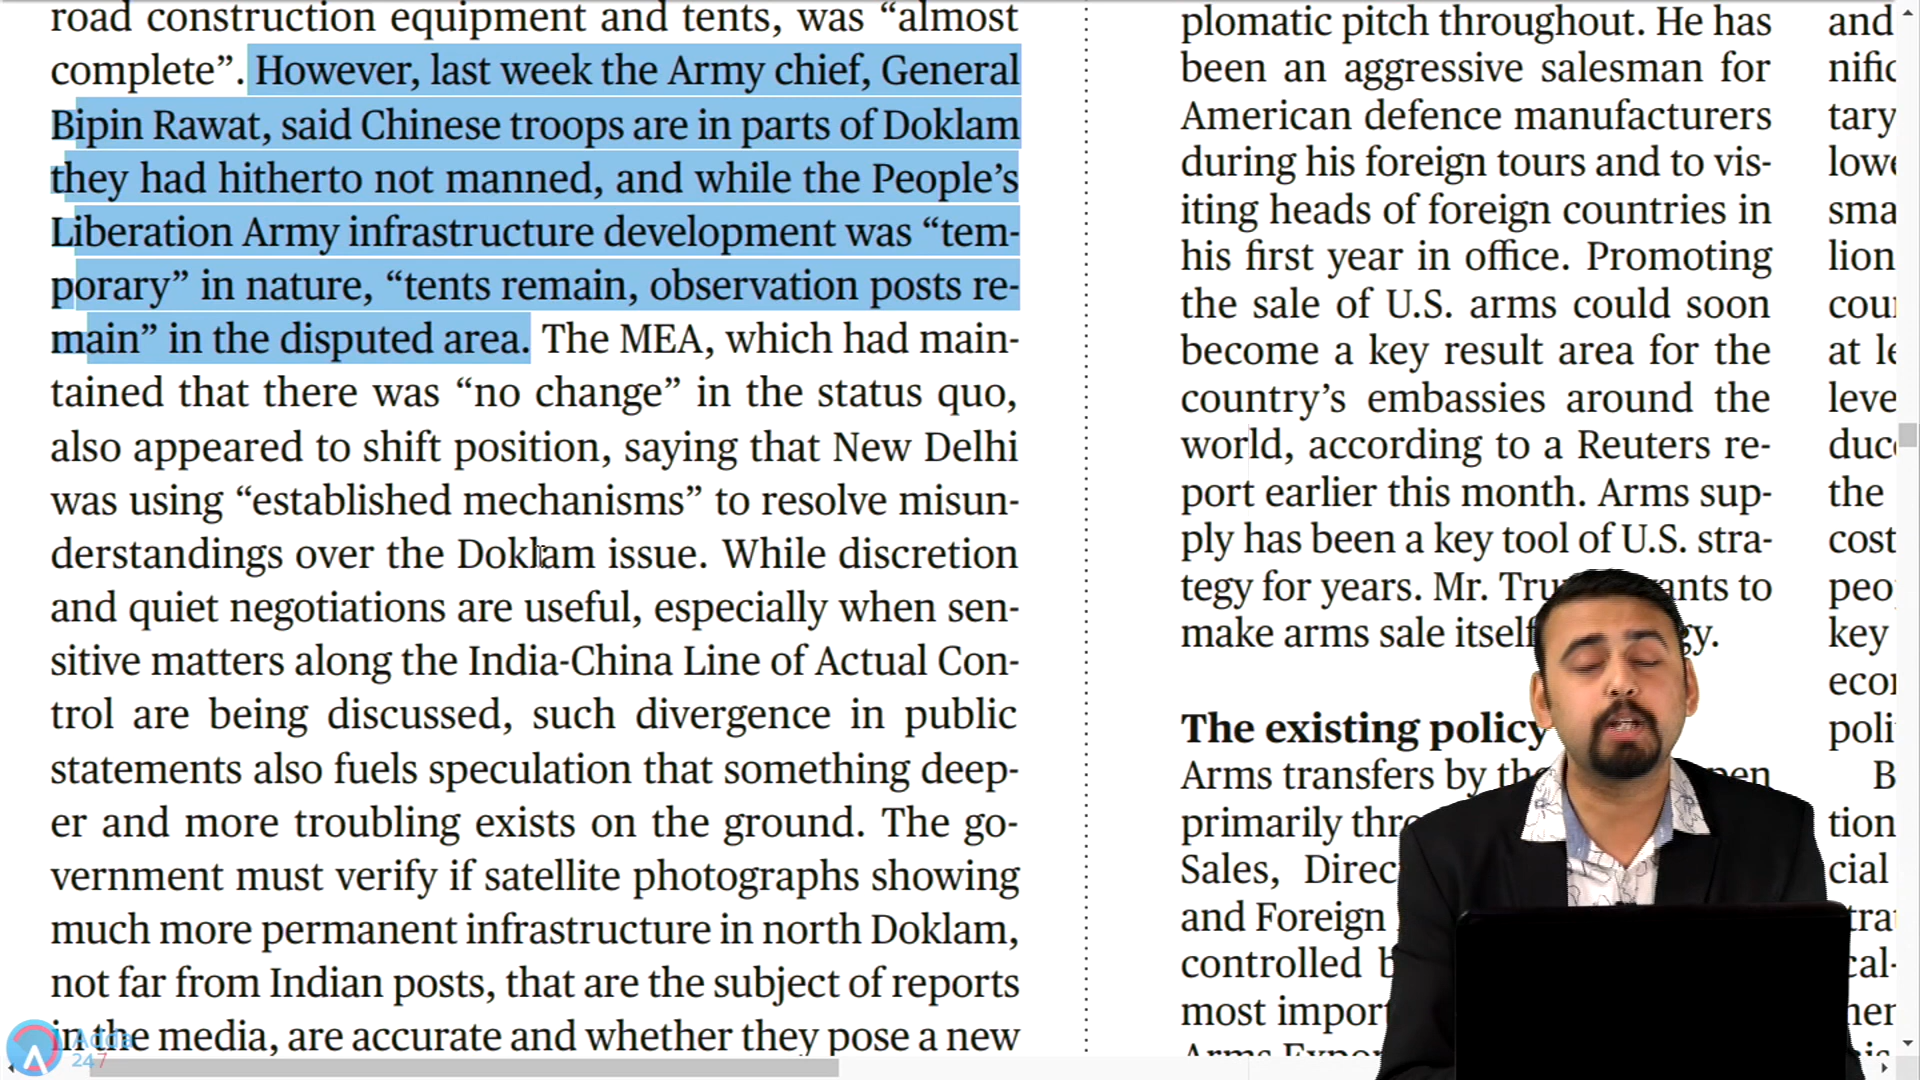 road construction equipment and tents, was “almost
complete”. However, last week the Army chief, General
Bipin Rawat, said Chinese troops are in parts of Doklam
they had hitherto not manned, and while the People’s
Liberation Army infrastructure development was “tem-
porary” in nature, “tents remain, observation posts re-
main” in the disputed area. The MEA, which had main-
tained that there was “no change” in the status quo,
also appeared to shift position, saying that New Delhi
was using “established mechanisms” to resolve misun-
derstandings over the Doklam issue. While discretion
and quiet negotiations are useful, especially when sen-
sitive matters along the India-China Line of Actual Con-
trol are being discussed, such divergence in public
statements also fuels speculation that something deep-
er and more troubling exists on the ground. The go-
vernment must verify if satellite photographs showing
much more permanent infrastructure in north Doklam,
not far from Indian posts, that are the subject of reports
in the media, are accurate and whether they pose a new
plomatic pitch throughout. He has
been an aggressive salesman for
American defence manufacturers
during his foreign tours and to vis-
iting heads of foreign countries in
his first year in office. Promoting
the sale of U.S. arms could soon
become a key result area for the
country’s embassies around the
world, according to a Reuters re-
port earlier this month. Arms sup-
ply has been a key tool of U.S. stra-
tegy for years. Mr. wants to
make arms sale itself
The existing policy
Arms transfers by
primarily
Sales,
and Foreign
controlled
most
Arms
and
tary
the
cost
key
Adda
247